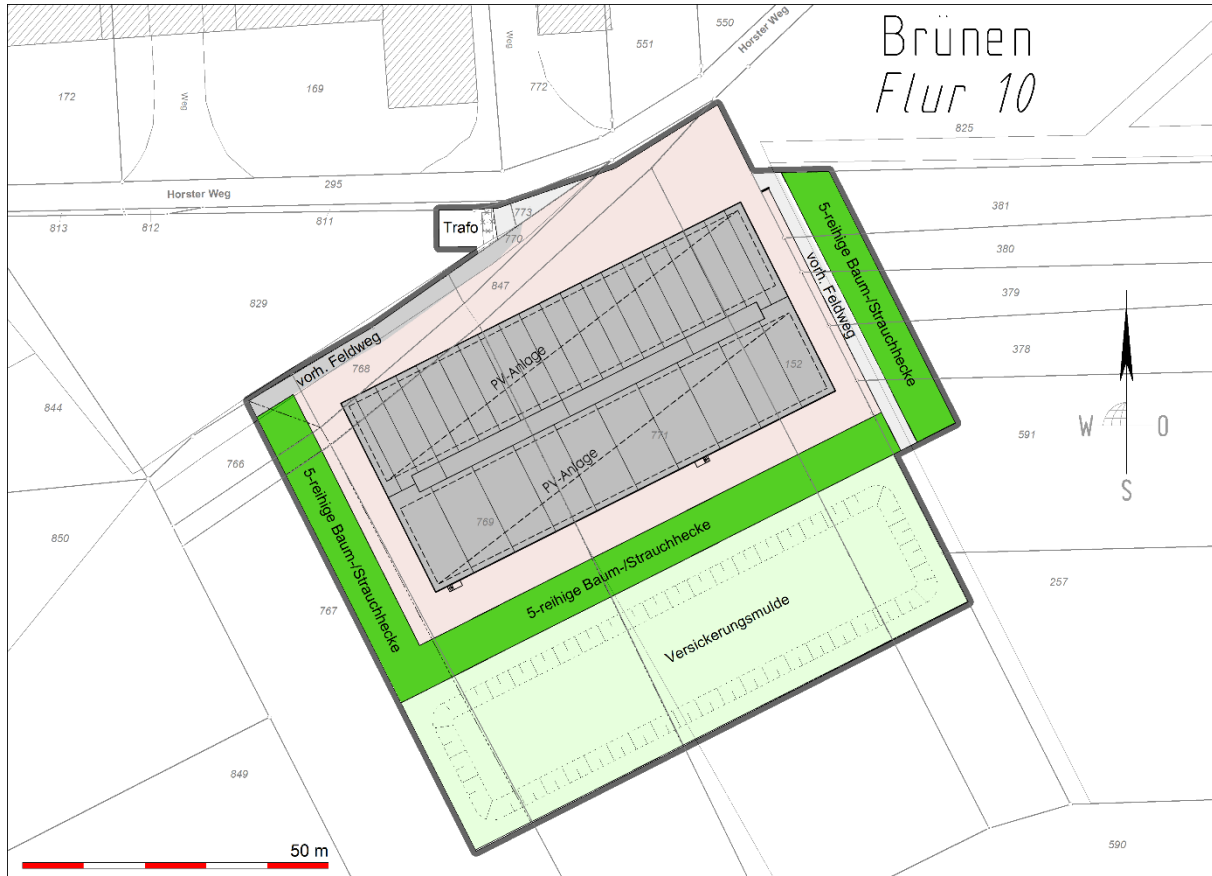 Brünen
Flur 10
550
Horster Weg
551
Weg
772
169
172
Weg
825
295
Horster Weg
813
812
811
Trafo
773
770
381
380
379
378
591
5-reihige Baum-/Strauchhecke
vorh. Feldweg
847
829
vorh. Feldweg
768
PV-Anlage
152
PV-Anlage
771
769
844
766
850
767
5-reihige Baum-/Strauchhecke
5-reihige Baum-/Strauchhecke
Versickerungsmulde
W
O
S
257
849
590
50 m